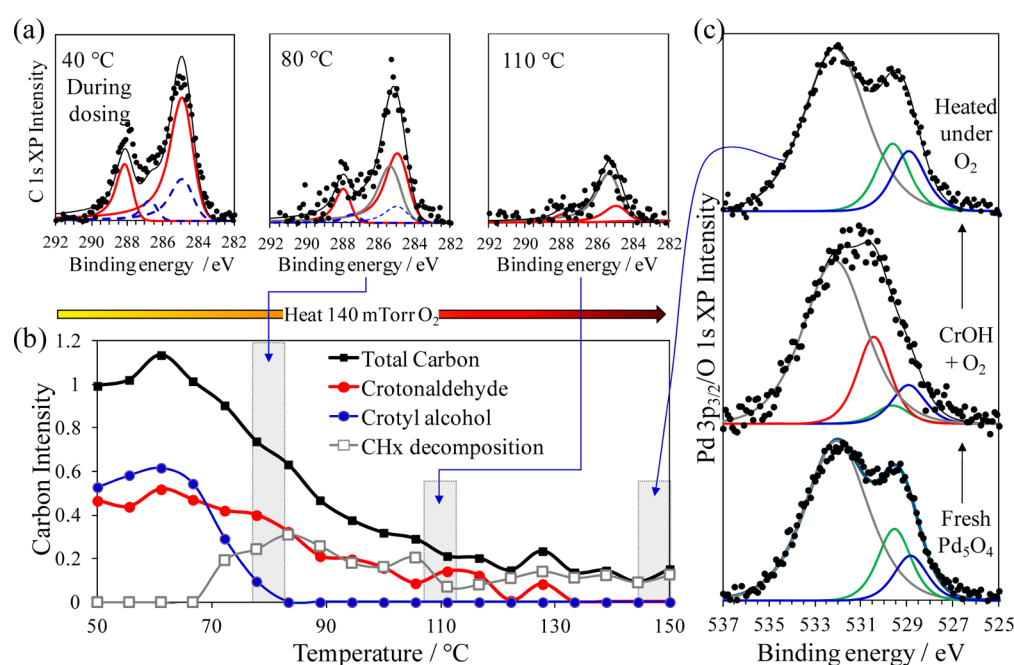 (a)
C 1s XP Intensity
40 °C
During
dosing
292 290 288 286 284 282
Binding energy / eV
80 °C
292 290 288 286 284 282
Binding energy / eV
110 °C
292 290 288 286 284 282
Binding energy / eV
Heat 140 mTorr O2
(b)
Carbon Intensity
1.2
1
0.8
0.6
0.4
0.2
0
Total Carbon
Crotonaldehyde
Crotyl alcohol
CHx decomposition
50 70 90 110 130 150
Temperature / °C
(c)
Pd 3p3/2/O 1s XP Intensity
Heated
under
O2
CrOH
+ O2
Fresh
Pd5O4
537 535 533 531 529 527 525
Binding energy / eV